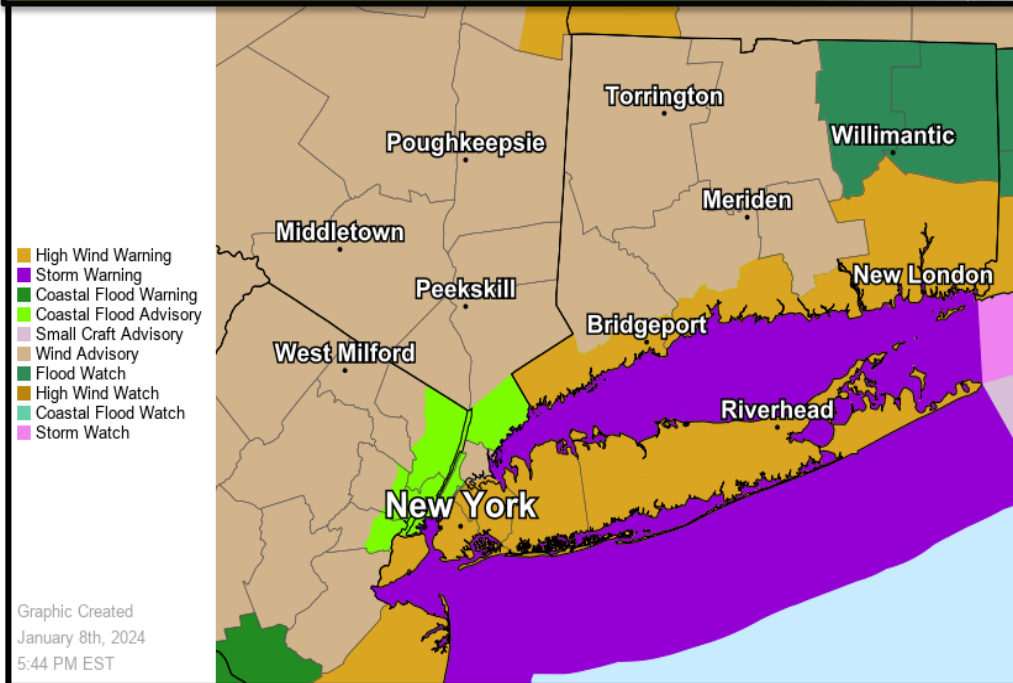 Torrington
Willimantic
Poughkeepsie
Meriden
Middletown
New London
Peekskill
Bridgeport
West Milford
Riverhead
New York
High Wind Warning
Storm Warning
Coastal Flood Warning
Coastal Flood Advisory
Small Craft Advisory
Wind Advisory
Flood Watch
High Wind Watch
Coastal Flood Watch
Storm Watch
Graphic Created
January 8th, 2024
5:44 PM EST